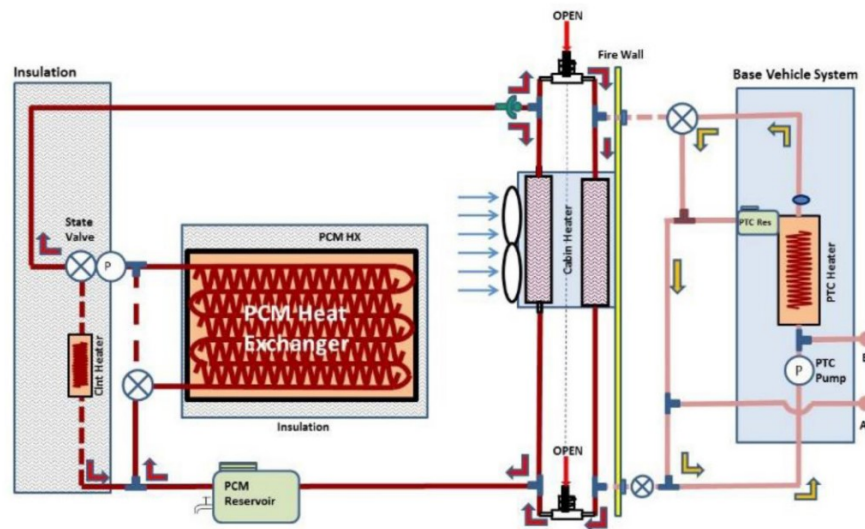 OPEN
Fire Wall
Insulation
Base Vehicle System
State
Valve
P
PCM HX
PCM Heat
Exchanger
Clnt Heater
Insulation
PCM
Reservoir
Cabin Heater
OPEN
PTC Res
PTC Heater
P
PTC
Pump
A